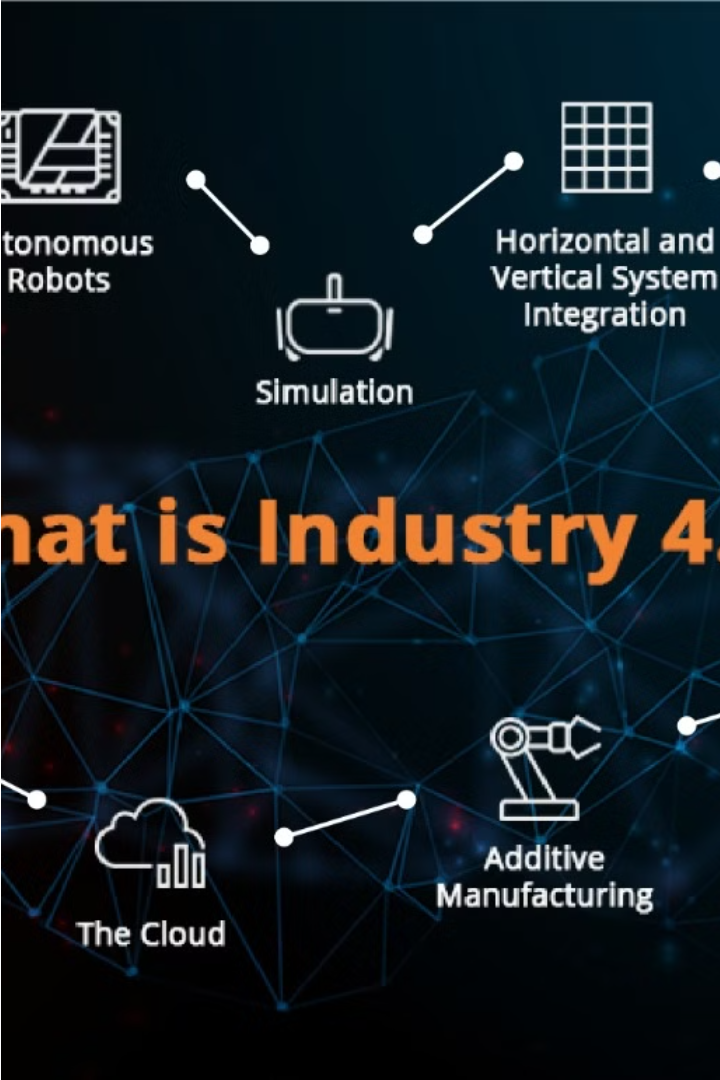 tonomous
Robots
Simulation
Horizontal and
Vertical System
Integration
hat is Industry 4.
The Cloud
Additive
Manufacturing